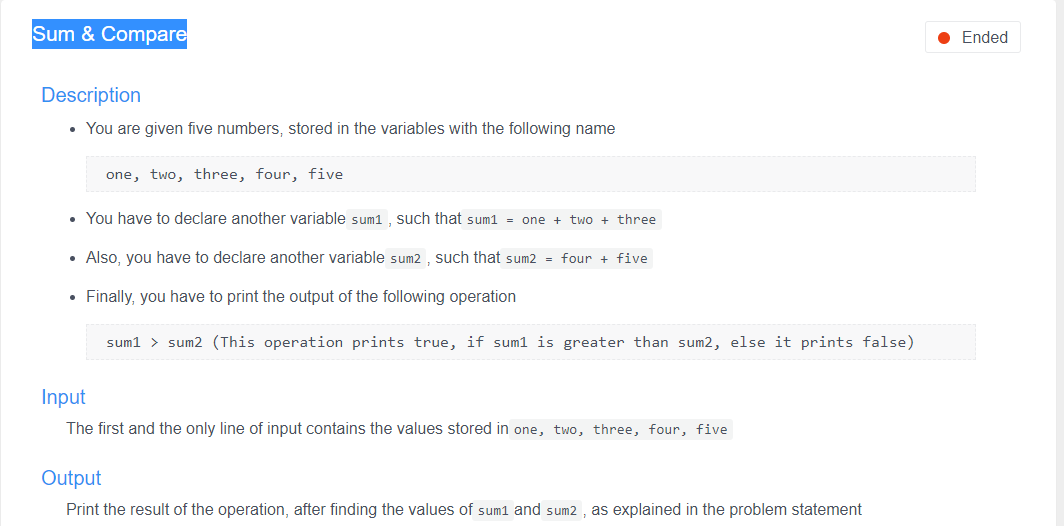 Sum & Compare
Ended
Description
You are given five numbers, stored in the variables with the following name
one, two, three, four, five
You have to declare another variable sum1 , such that sum1 = one + two + three
Also, you have to declare another variable sum2 , such that sum2 = four + five
Finally, you have to print the output of the following operation
sum1 > sum2 (This operation prints true, if sum1 is greater than sum2, else it prints false)
Input
The first and the only line of input contains the values stored in one, two, three, four, five
Output
Print the result of the operation, after finding the values of sum1 and sum2 , as explained in the problem statement